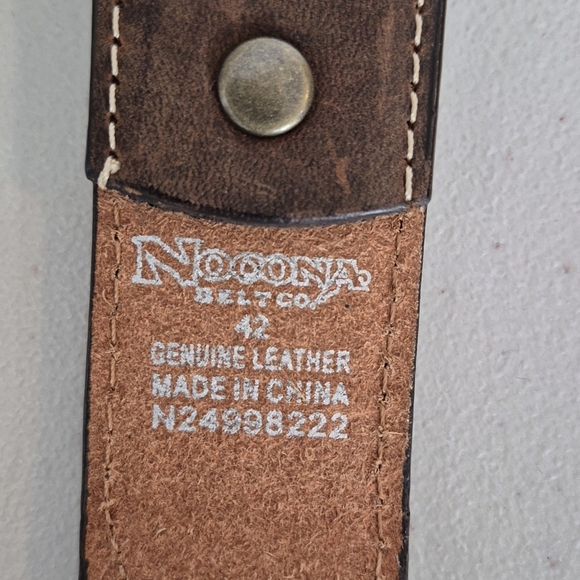 NOCONA
BELT CO.
42
GENUINE LEATHER
MADE IN CHINA
N24998222